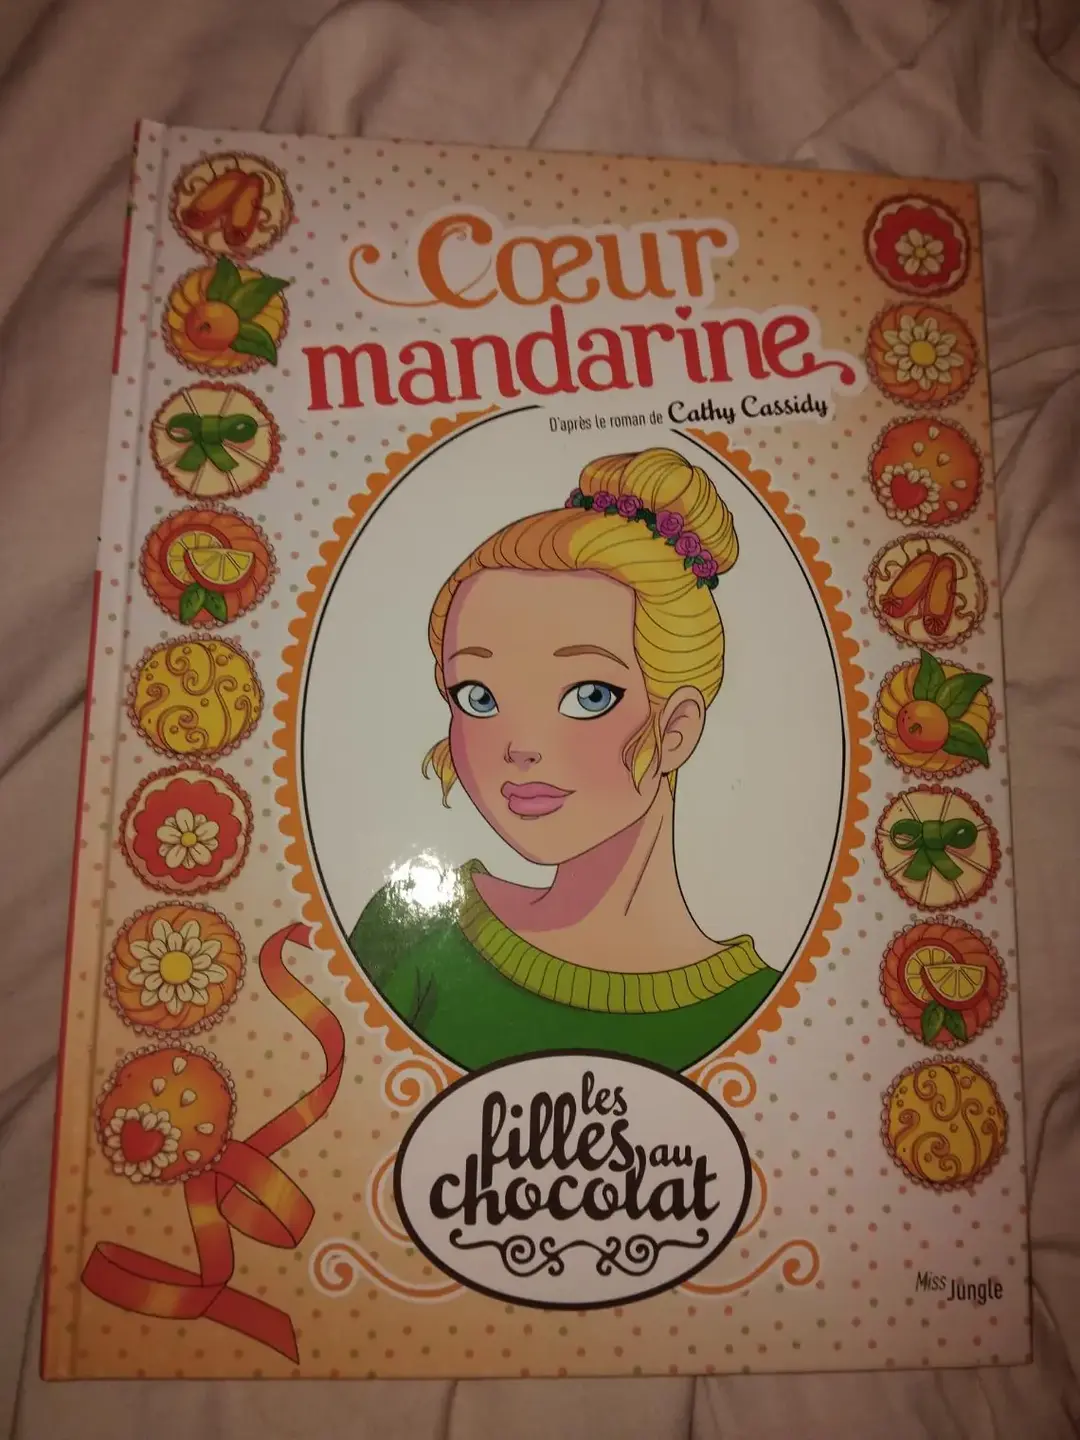 Cœur
mandarine
D'après le roman de Cathy Cassidy
les
filles au
chocolat
Miss Jungle